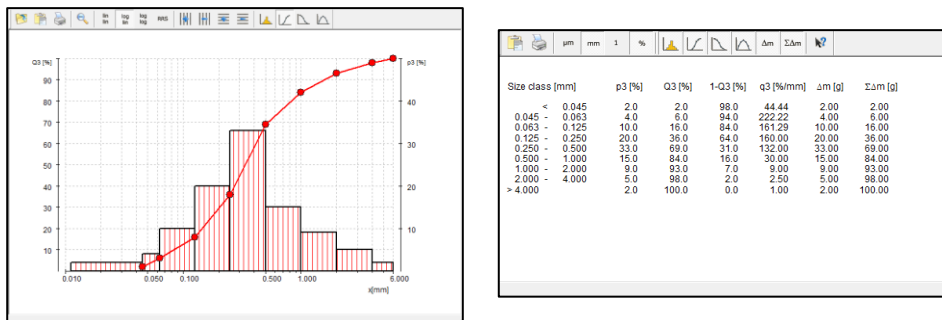 lin lin
log lin
log log
RRS
Q3 [%]
p3 [%]
90
80
70
60
50
40
30
20
10
40
30
20
10
0.010
0.050
0.100
0.500
1.000
6.000
x[mm]
µm
mm
1
%
Δm
ΣΔm
Size class [mm] p3 [%] Q3 [%] 1-Q3 [%] q3 [%/mm] Δm [g] ΣΔm [g]
< 0.045 2.0 2.0 98.0 44.44 2.00 2.00
0.045 - 0.063 4.0 6.0 94.0 222.22 4.00 6.00
0.063 - 0.125 10.0 16.0 84.0 161.29 10.00 16.00
0.125 - 0.250 20.0 36.0 64.0 160.00 20.00 36.00
0.250 - 0.500 33.0 69.0 31.0 132.00 33.00 69.00
0.500 - 1.000 15.0 84.0 16.0 30.00 15.00 84.00
1.000 - 2.000 9.0 93.0 7.0 9.00 9.00 93.00
2.000 - 4.000 5.0 98.0 2.0 2.50 5.00 98.00
> 4.000 2.0 100.0 0.0 1.00 2.00 100.00